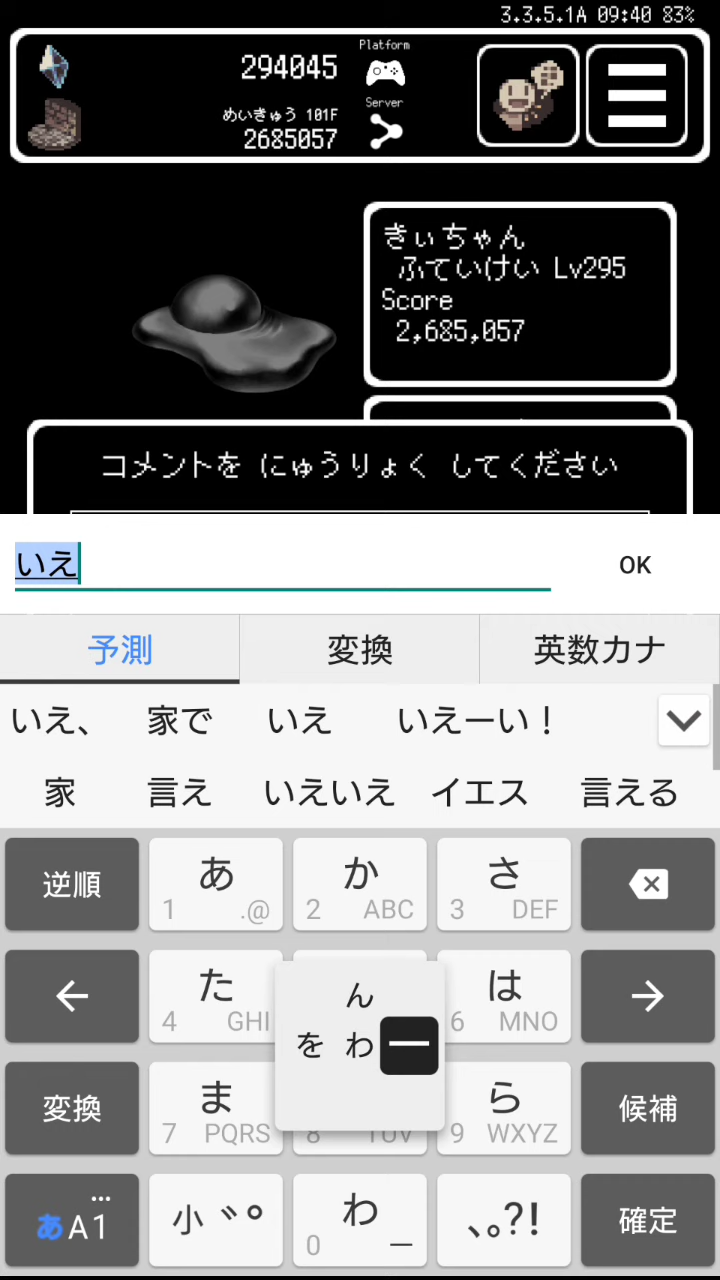 3.3.5.1A 09:40 83%
294045
Platform
めいきゅう 101F
2685057
Server
きぃちゃん
ふていけい Lv295
Score
2,685,057
コメントを にゅうりょく してください
いえ
OK
予測 変換 英数カナ
いえ、 家で いえ いえーい！
家 言え いえいえ イエス 言える
逆順 あ 1 .@ か 2 ABC さ 3 DEF
← た 4 GHI は 6 MNO →
ん
を わ ー
変換 ま 7 PQRS 8 TUV ら 9 WXYZ 候補
あA1 小 ゛゜ わ 0 ー 、。?! 確定